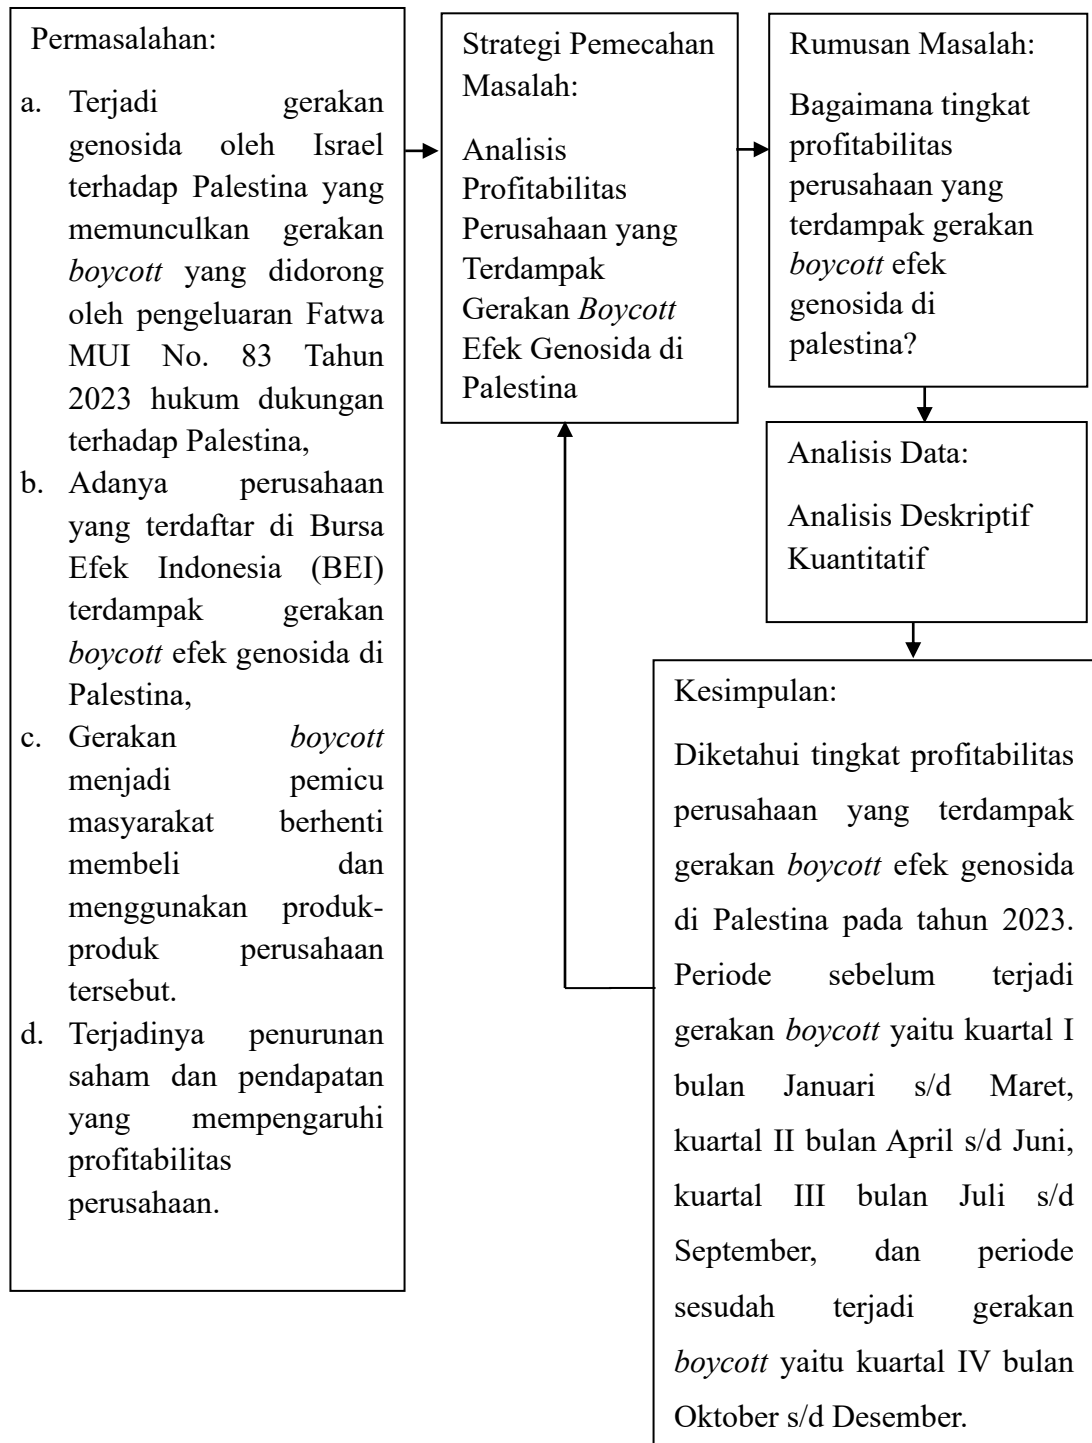 Permasalahan:
a. Terjadi gerakan
genosida oleh Israel
terhadap Palestina yang
memunculkan gerakan
boycott yang didorong
oleh pengeluaran Fatwa
MUI No. 83 Tahun
2023 hukum dukungan
terhadap Palestina,
b. Adanya perusahaan
yang terdaftar di Bursa
Efek Indonesia (BEI)
terdampak gerakan
boycott efek genosida di
Palestina,
c. Gerakan boycott
menjadi pemicu
masyarakat berhenti
membeli dan
menggunakan produk-
produk perusahaan
tersebut.
d. Terjadinya penurunan
saham dan pendapatan
yang mempengaruhi
profitabilitas
perusahaan.
Strategi Pemecahan
Masalah:
Analisis
Profitabilitas
Perusahaan yang
Terdampak
Gerakan Boycott
Efek Genosida di
Palestina
Rumusan Masalah:
Bagaimana tingkat
profitabilitas
perusahaan yang
terdampak gerakan
boycott efek
genosida di
palestina?
Analisis Data:
Analisis Deskriptif
Kuantitatif
Kesimpulan:
Diketahui tingkat profitabilitas
perusahaan yang terdampak
gerakan boycott efek genosida
di Palestina pada tahun 2023.
Periode sebelum terjadi
gerakan boycott yaitu kuartal I
bulan Januari s/d Maret,
kuartal II bulan April s/d Juni,
kuartal III bulan Juli s/d
September, dan periode
sesudah terjadi gerakan
boycott yaitu kuartal IV bulan
Oktober s/d Desember.